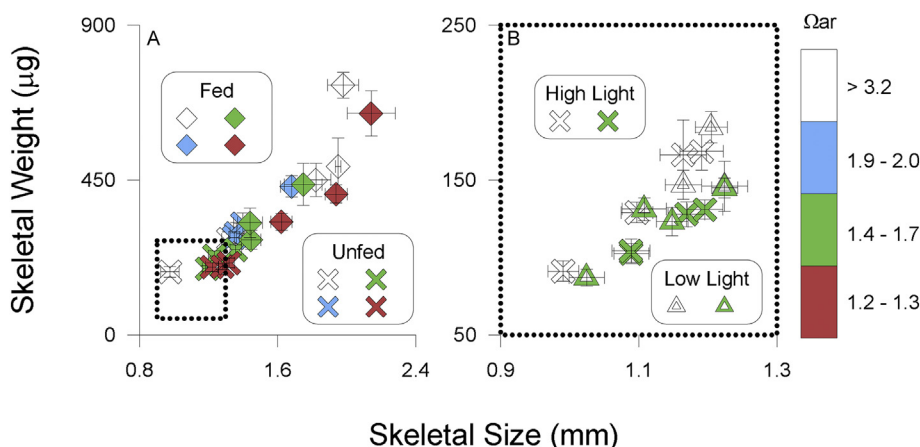 Skeletal Weight (µg)
900
450
0
A
Fed
Unfed
0.8
1.6
2.4
250
150
50
B
High Light
Low Light
0.9
1.1
1.3
Ωar
> 3.2
1.9 - 2.0
1.4 - 1.7
1.2 - 1.3
Skeletal Size (mm)